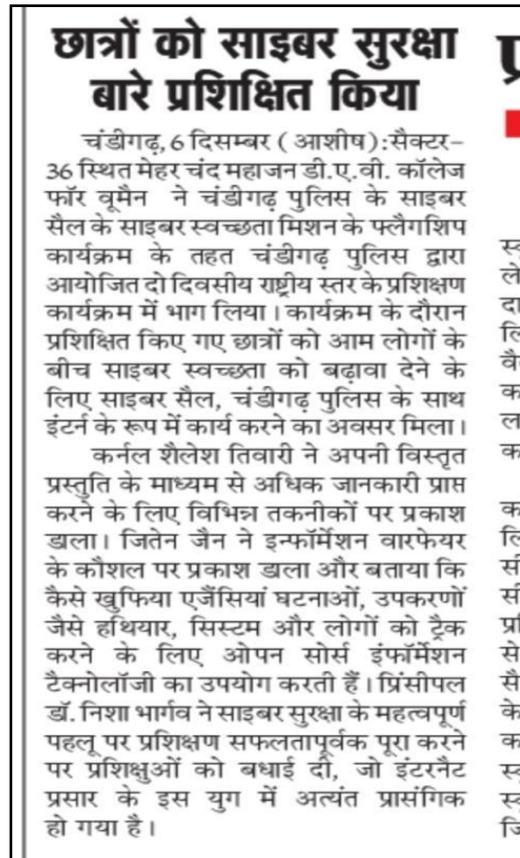 छात्रों को साइबर सुरक्षा
बारे प्रशिक्षित किया
चंडीगढ़, 6 दिसम्बर ( आशीष ):सैक्टर-
36 स्थित मेहर चंद महाजन डी.ए.वी. कॉलेज
फॉर वूमैन ने चंडीगढ़ पुलिस के साइबर
सैल के साइबर स्वच्छता मिशन के फ्लैगशिप
कार्यक्रम के तहत चंडीगढ़ पुलिस द्वारा
आयोजित दो दिवसीय राष्ट्रीय स्तर के प्रशिक्षण
कार्यक्रम में भाग लिया। कार्यक्रम के दौरान
प्रशिक्षित किए गए छात्रों को आम लोगों के
बीच साइबर स्वच्छता को बढ़ावा देने के
लिए साइबर सैल, चंडीगढ़ पुलिस के साथ
इंटर्न के रूप में कार्य करने का अवसर मिला।
कर्नल शैलेश तिवारी ने अपनी विस्तृत
प्रस्तुति के माध्यम से अधिक जानकारी प्राप्त
करने के लिए विभिन्न तकनीकों पर प्रकाश
डाला। जितेन जैन ने इन्फॉर्मेशन वारफेयर
के कौशल पर प्रकाश डाला और बताया कि
कैसे खुफिया एजैंसियां घटनाओं, उपकरणों
जैसे हथियार, सिस्टम और लोगों को ट्रैक
करने के लिए ओपन सोर्स इंफॉर्मेशन
टैक्नोलॉजी का उपयोग करती हैं। प्रिंसीपल
डॉ. निशा भार्गव ने साइबर सुरक्षा के महत्वपूर्ण
पहलू पर प्रशिक्षण सफलतापूर्वक पूरा करने
पर प्रशिक्षुओं को बधाई दी, जो इंटरनैट
प्रसार के इस युग में अत्यंत प्रासंगिक
हो गया है।